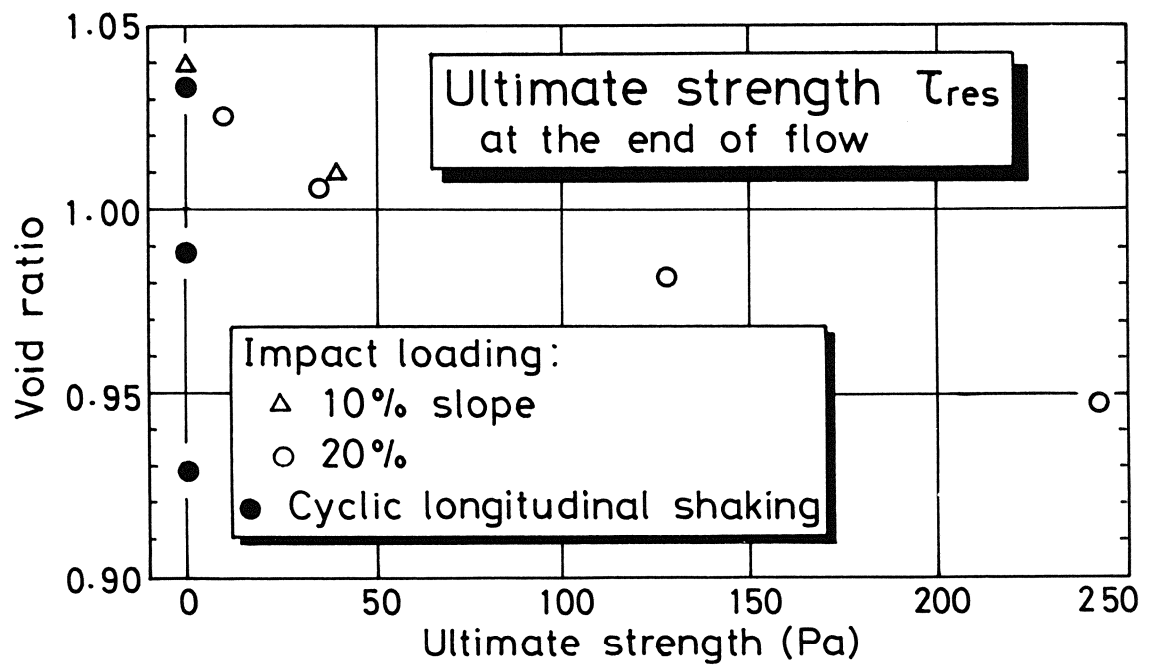 1.05
Ultimate strength τres
at the end of flow
1.00
Void ratio
Impact loading:
0.95
10% slope
20%
Cyclic longitudinal shaking
0.90
0 50 100 150 200 250
Ultimate strength (Pa)